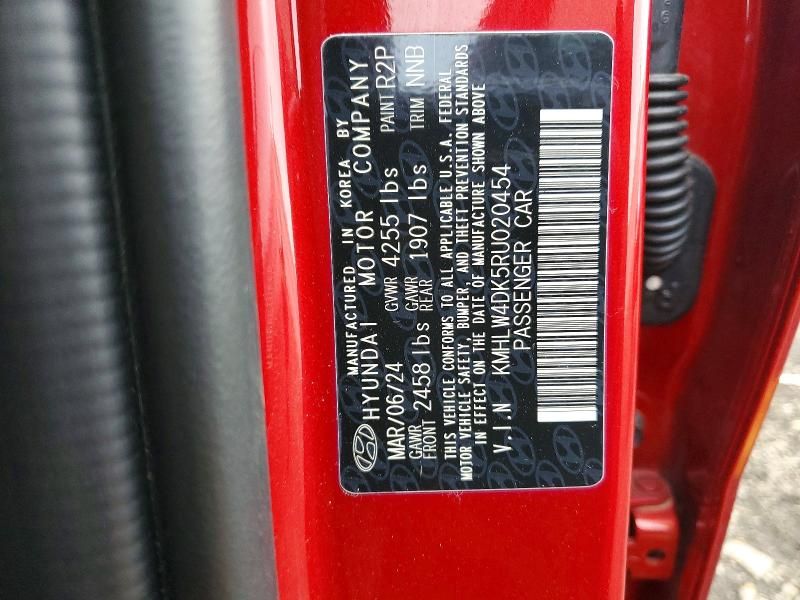 MANUFACTURED IN KOREA BY
HYUNDAI MOTOR COMPANY
MAR/06/24 GVWR 4255 lbs PAINT R2P
GAWR FRONT 2458 lbs GAWR REAR 1907 lbs TRIM NNB
THIS VEHICLE CONFORMS TO ALL APPLICABLE U.S.A. FEDERAL
MOTOR VEHICLE SAFETY, BUMPER, AND THEFT PREVENTION STANDARDS
IN EFFECT ON THE DATE OF MANUFACTURE SHOWN ABOVE
V.I.N KMHLW4DK5RU020454
PASSENGER CAR